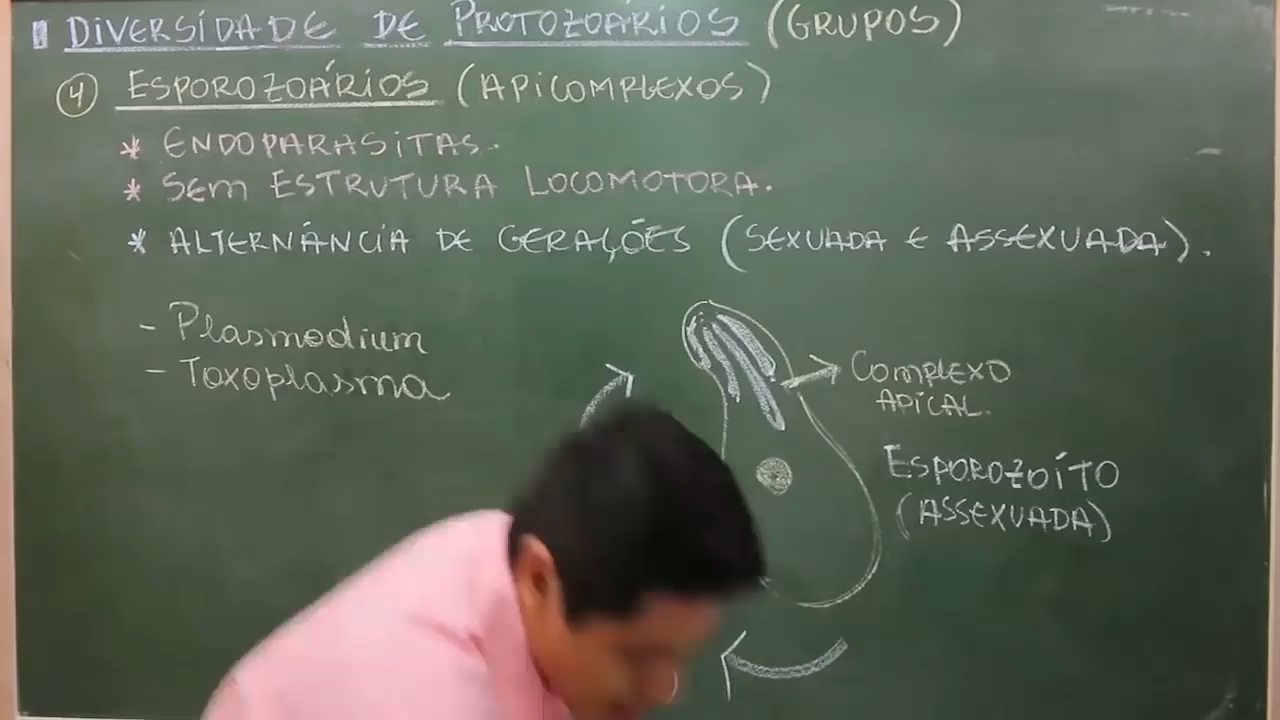 DIVERSIDADE DE PROTOZOÁRIOS (GRUPOS)
4 ESPOROZOÁRIOS (APICOMPLEXOS)
* ENDOPARASITAS.
* SEM ESTRUTURA LOCOMOTORA.
* ALTERNÂNCIA DE GERAÇÕES (SEXUADA E ASSEXUADA).
- Plasmodium
- Toxoplasma
COMPLEXO
APICAL.
ESPOROZOÍTO
(ASSEXUADA)